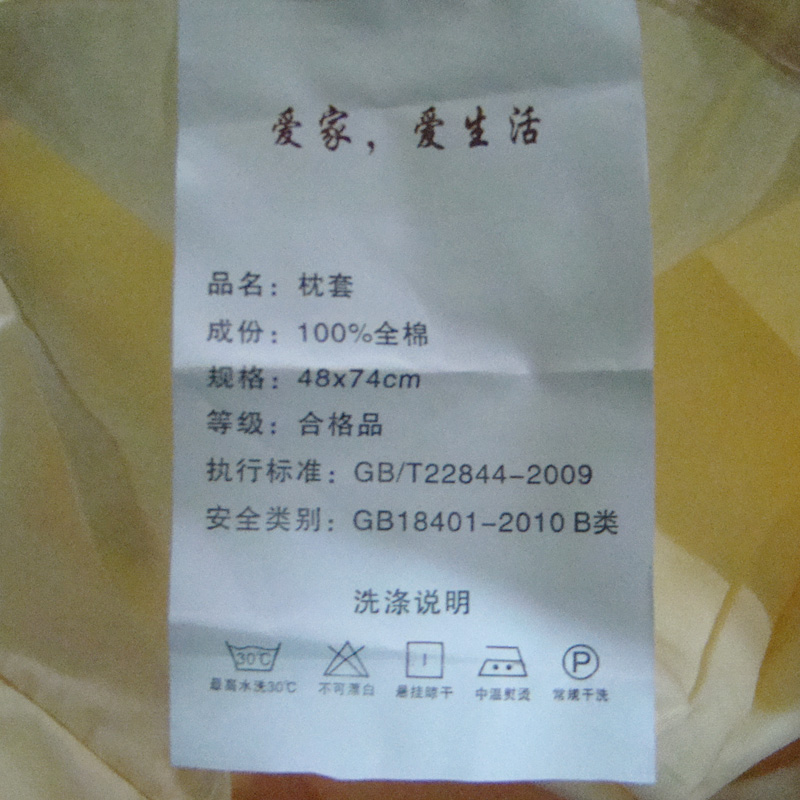 爱家，爱生活
品名：枕套
成份：100%全棉
规格：48x74cm
等级：合格品
执行标准：GB/T22844-2009
安全类别：GB18401-2010 B类
洗涤说明
30℃ P
最高水洗30℃ 不可漂白 悬挂晾干 中温熨烫 常规干洗